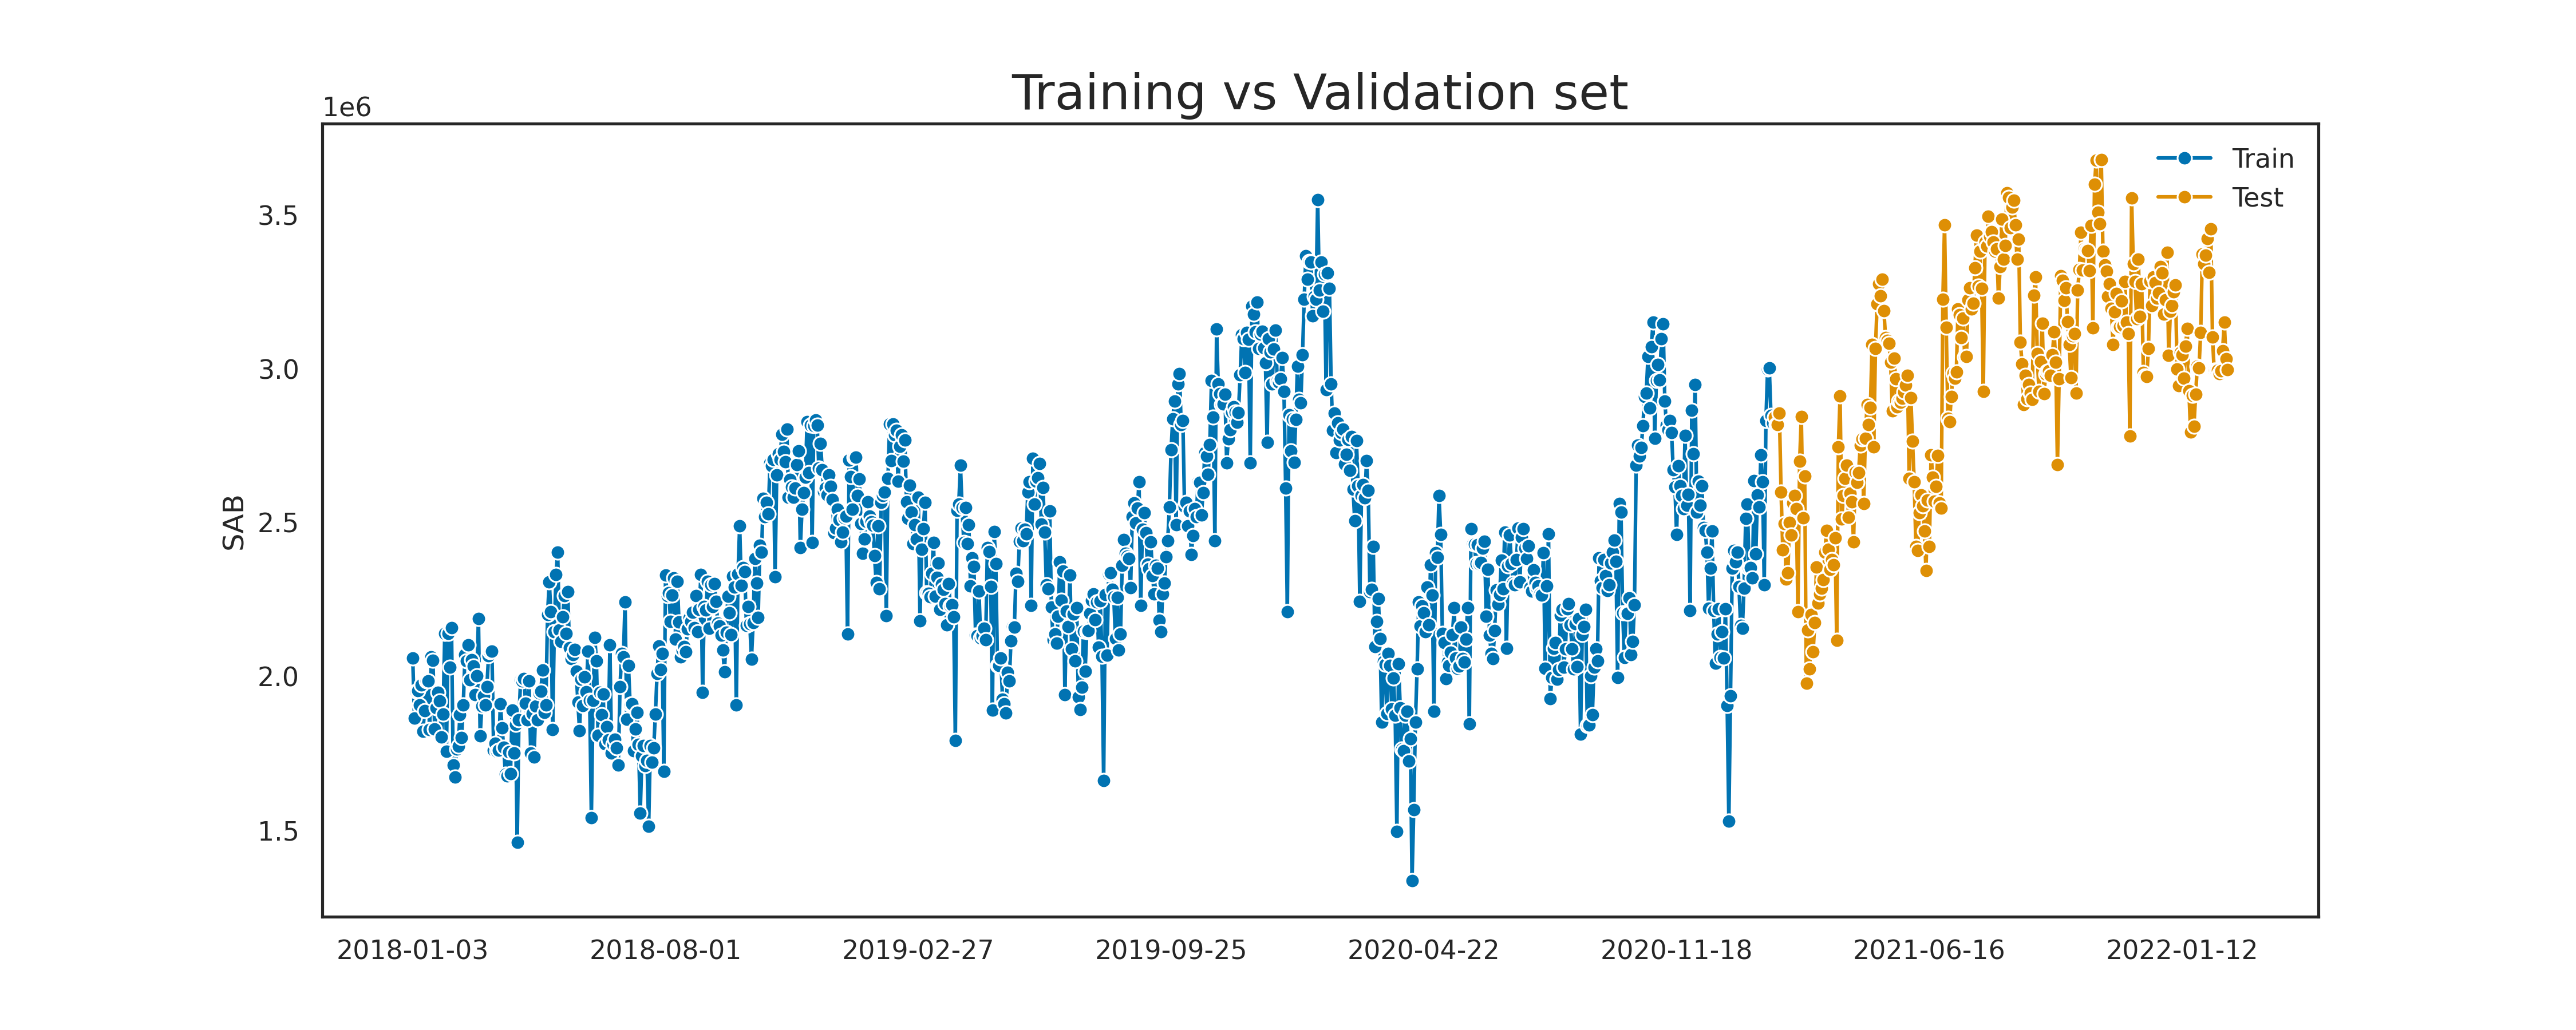 Training vs Validation set
1e6
Train
Test
3.5
3.0
2.5
2.0
1.5
SAB
2018-01-03
2018-08-01
2019-02-27
2019-09-25
2020-04-22
2020-11-18
2021-06-16
2022-01-12